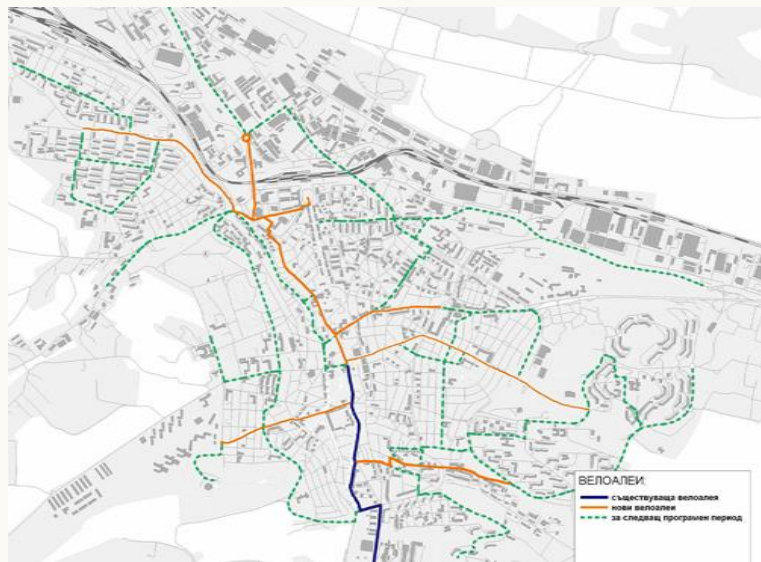 ВЕЛОАЛЕИ:
съществуваща велоалея
нови велоалеи
за следващ програмен период